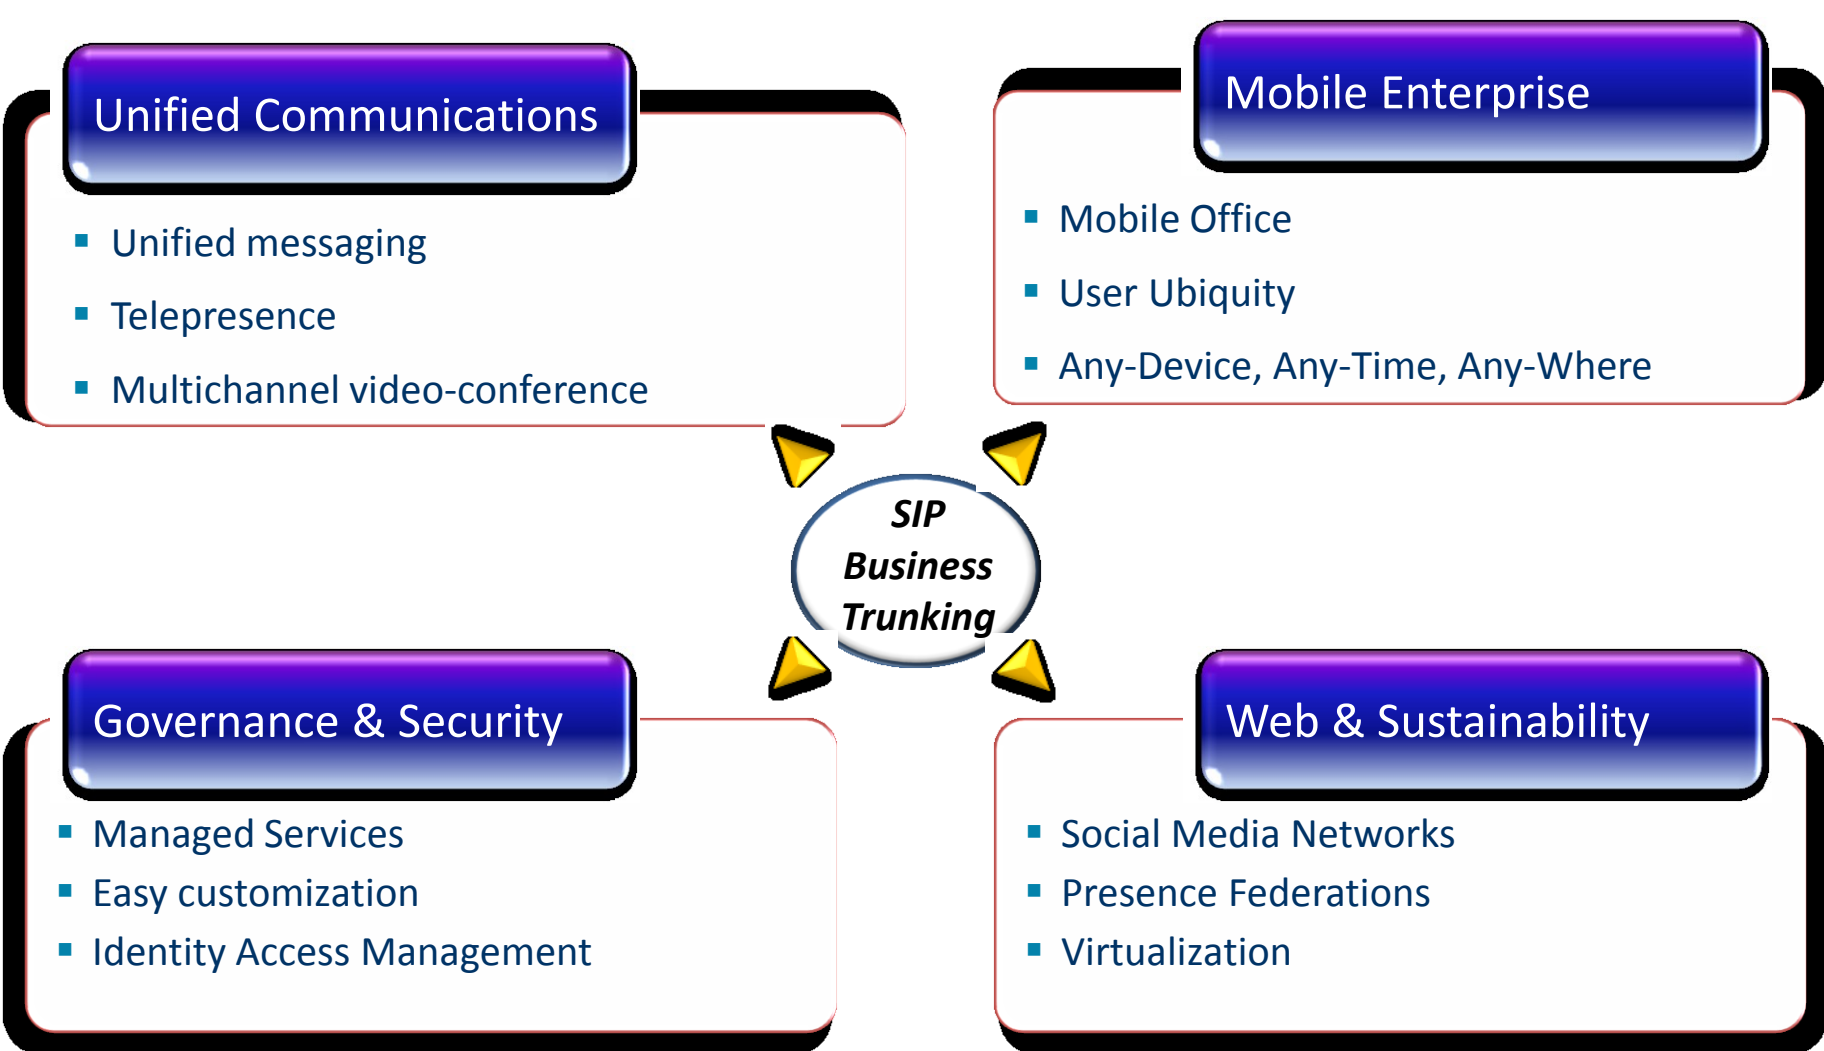 Unified Communications
▪ Unified messaging
▪ Telepresence
▪ Multichannel video-conference
Mobile Enterprise
▪ Mobile Office
▪ User Ubiquity
▪ Any-Device, Any-Time, Any-Where
SIP
Business
Trunking
Governance & Security
▪ Managed Services
▪ Easy customization
▪ Identity Access Management
Web & Sustainability
▪ Social Media Networks
▪ Presence Federations
▪ Virtualization